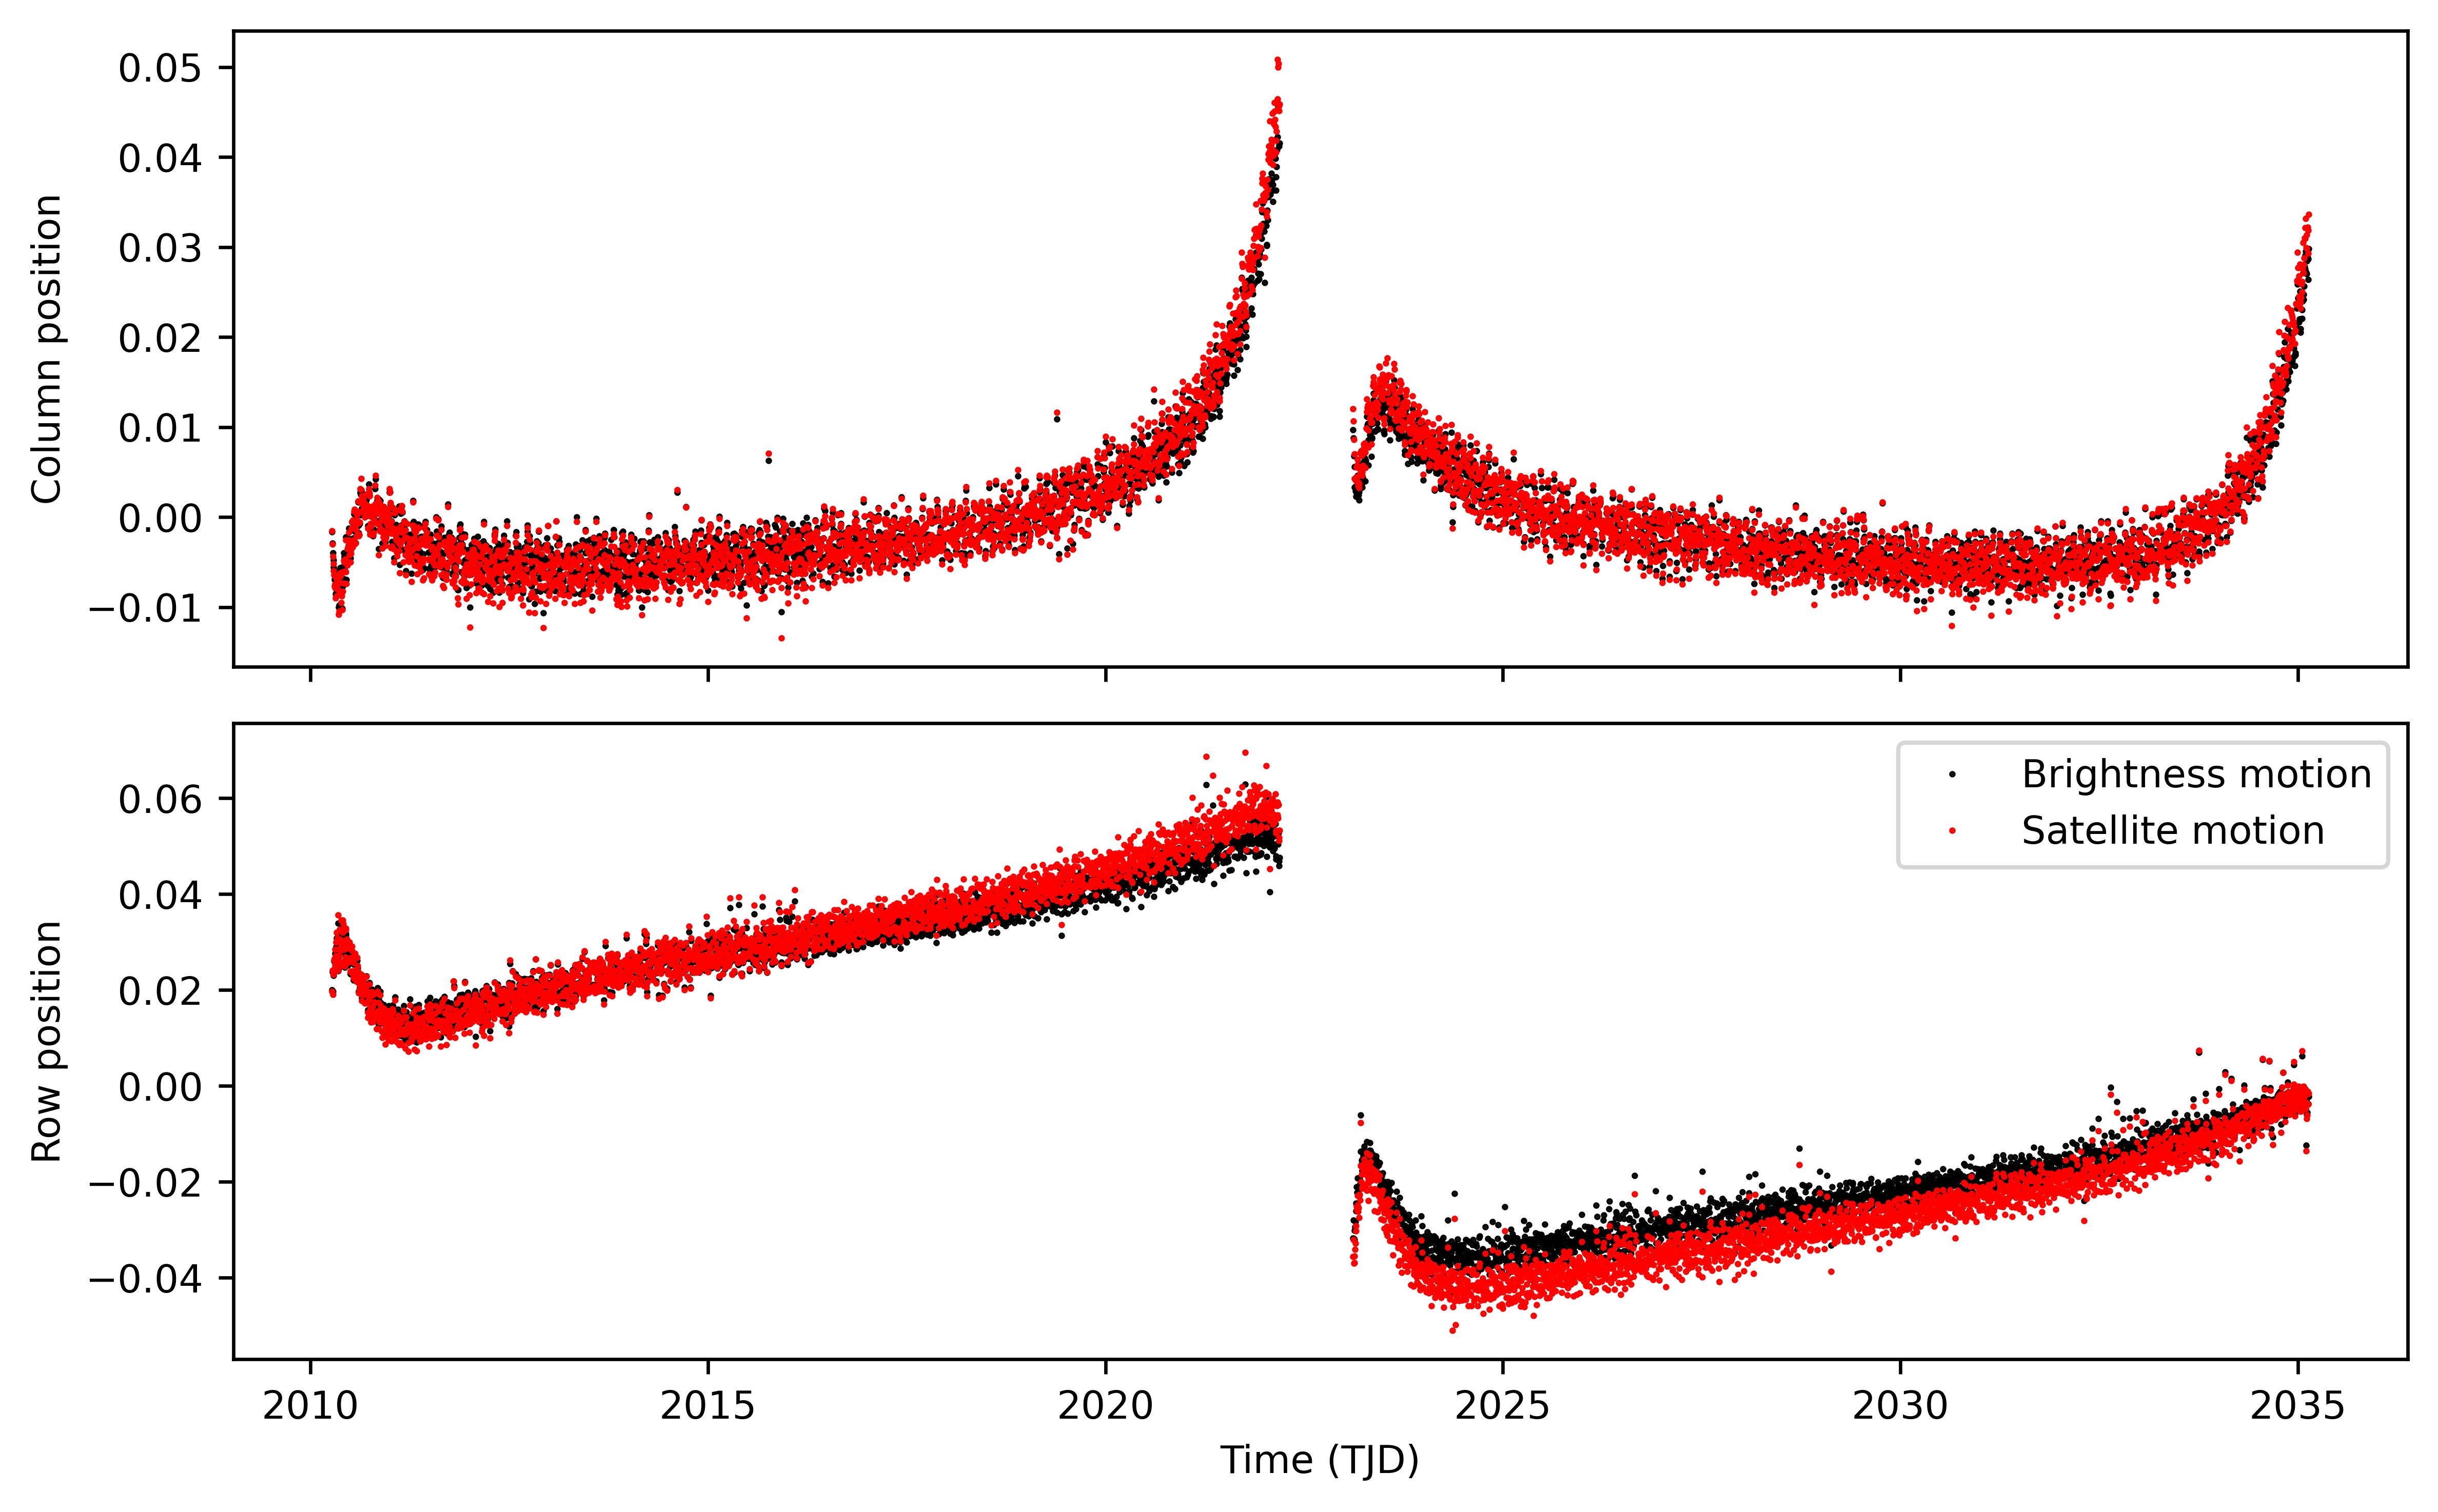 0.05
0.04
0.03
0.02
0.01
0.00
−0.01
Column position
0.06
0.04
0.02
0.00
−0.02
−0.04
Row position
Brightness motion
Satellite motion
2010 2015 2020 2025 2030 2035
Time (TJD)